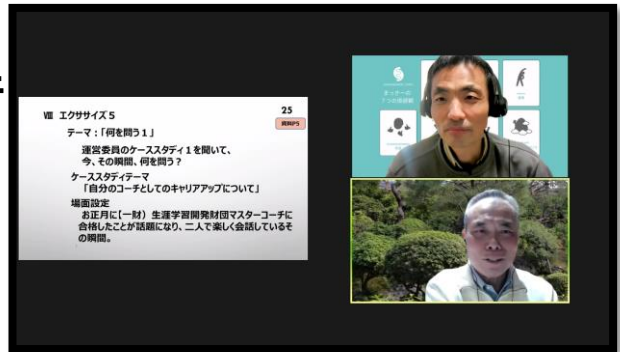 Ⅷ エクササイズ5
25
資料P5
テーマ:「何を問う1」
運営委員のケーススタディ1を聞いて、
今、その瞬間、何を問う?
ケーススタディテーマ
「自分のコーチとしてのキャリアアップについて」
場面設定
お正月に【一財)生涯学習開発財団マスターコーチに
合格したことが話題になり、二人で楽しく会話しているそ
の瞬間。